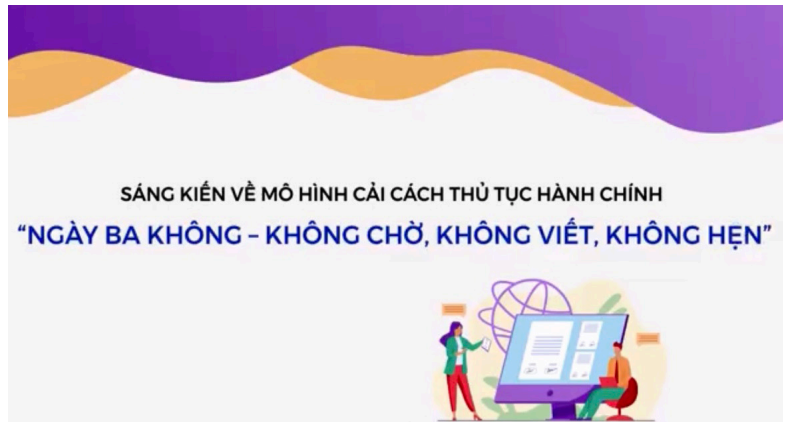 SÁNG KIẾN VỀ MÔ HÌNH CẢI CÁCH THỦ TỤC HÀNH CHÍNH
“NGÀY BA KHÔNG – KHÔNG CHỜ, KHÔNG VIẾT, KHÔNG HẸN”